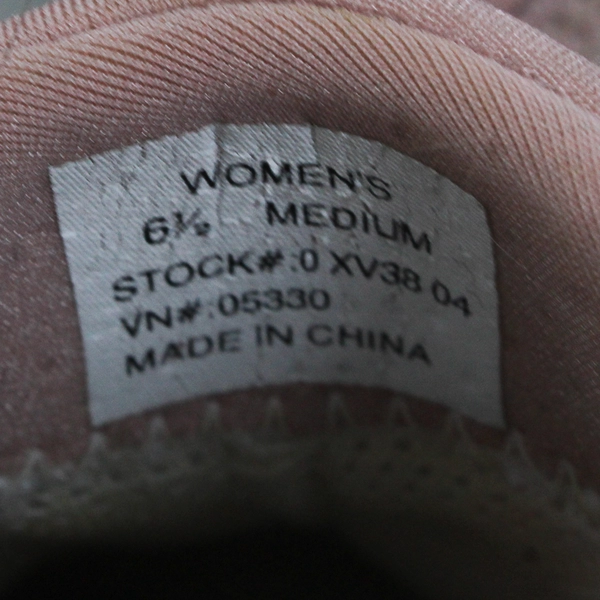 WOMEN'S
6½ MEDIUM
STOCK#:0 XV38 04
VN#:05330
MADE IN CHINA